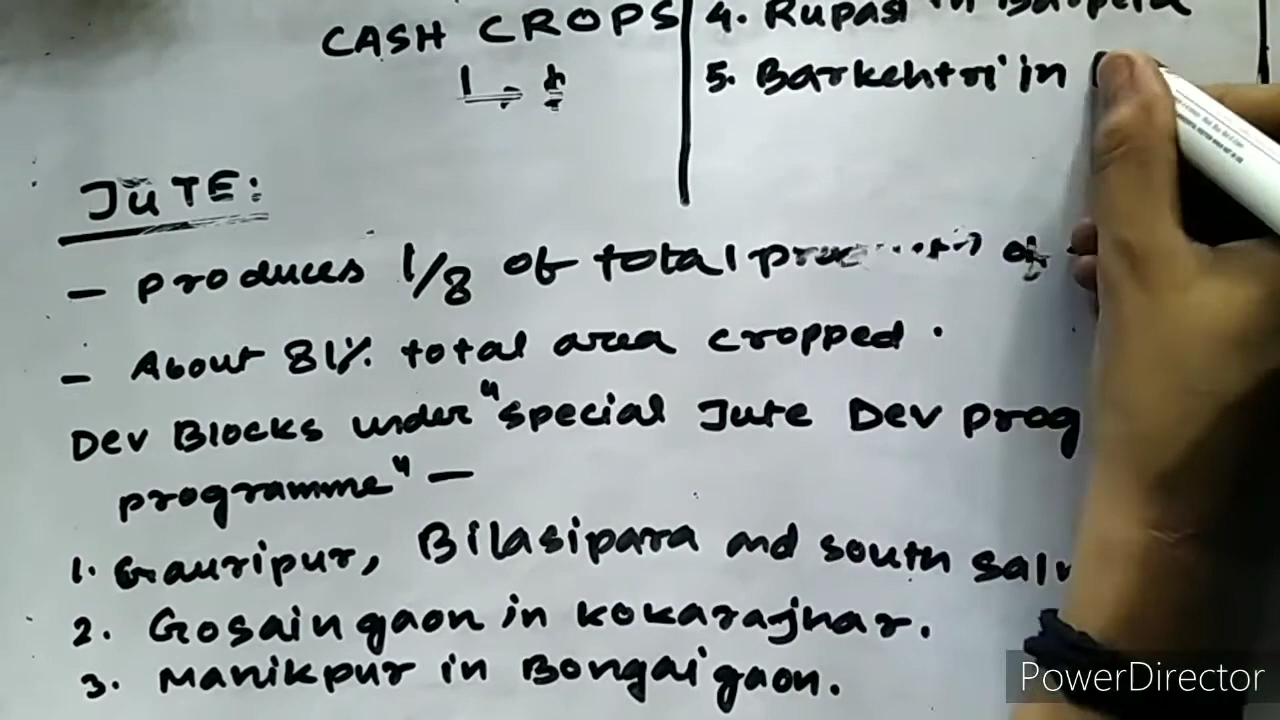 CASH CROPS
JUTE:
- produces 1/8 of total
- About 81% total area cropped.
Dev Blocks under "special Jute Dev prog
programme" -
1. Gauripur, Bilasipara and south
2. Gosaingaon in kokarajhar.
3. Manikpur in Bongaigaon.
4. Rupasi in Barpeta
5. Barkehtri in
PowerDirector